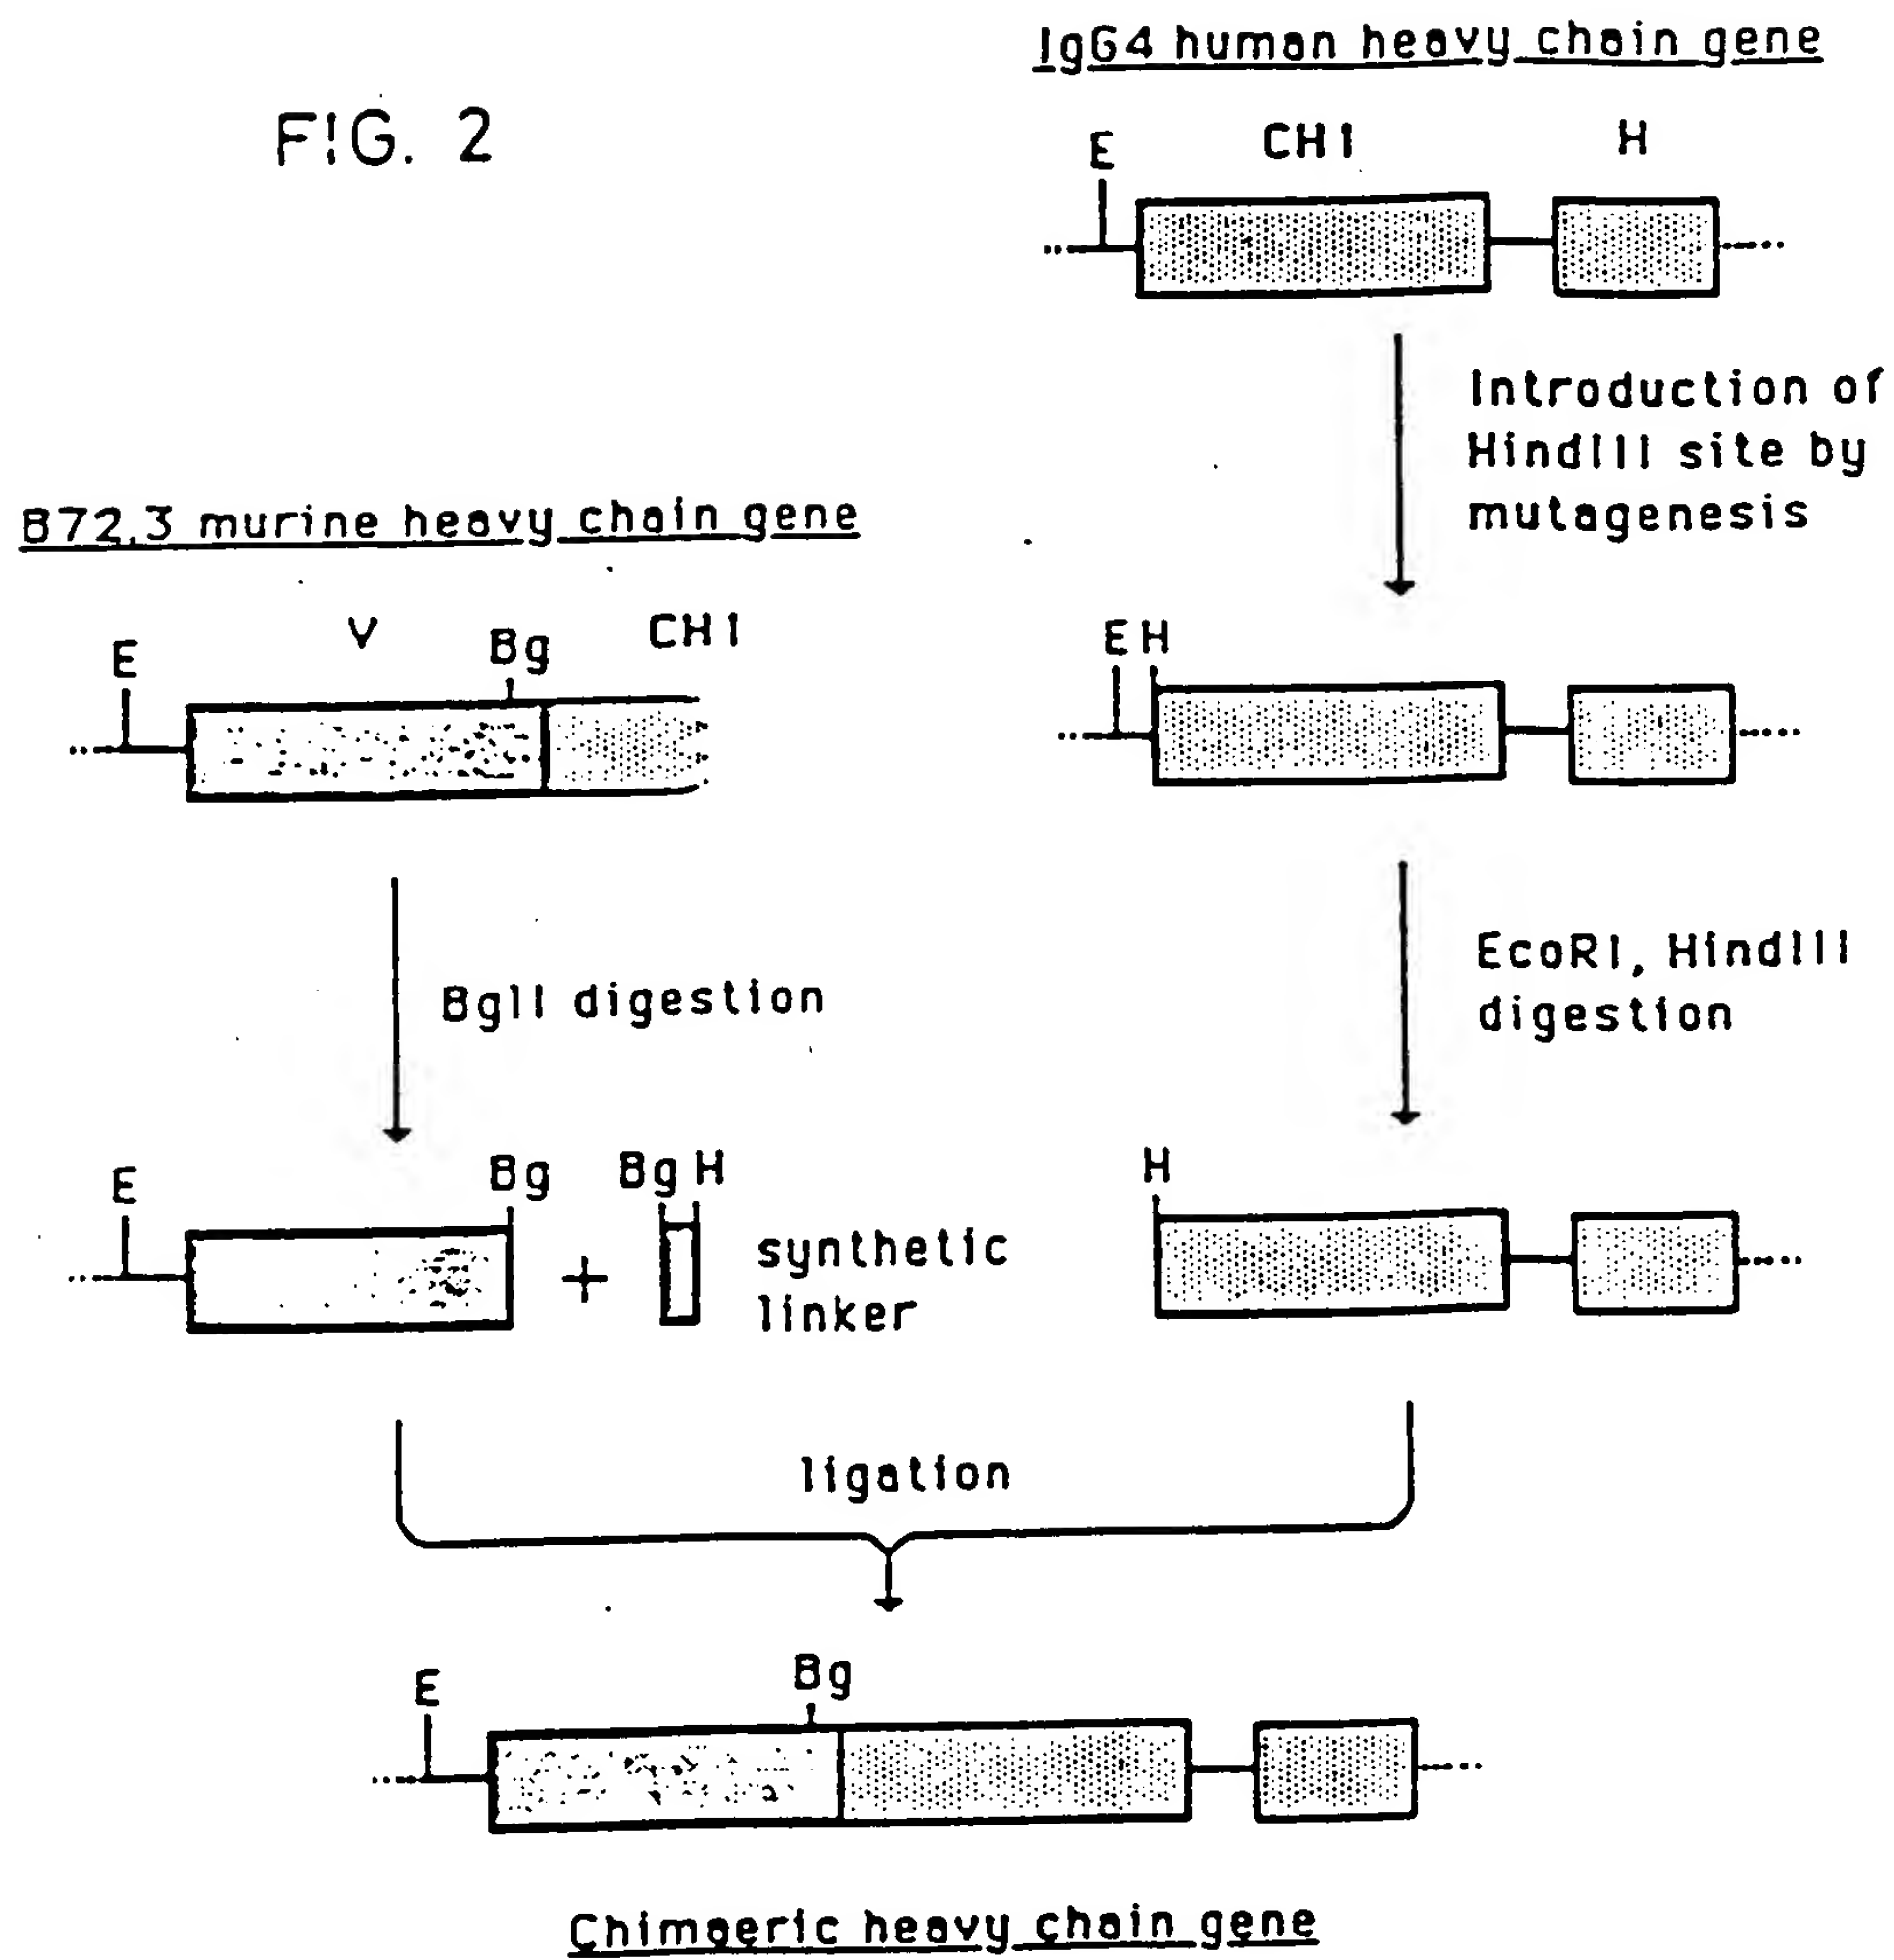 FIG. 2
IgG4 human heavy chain gene
E CH1 H
Introduction of
HindIII site by
mutagenesis
B72.3 murine heavy chain gene
E V Bg CH1
E H
BglI digestion
EcoRI, HindIII
digestion
E Bg Bg H
+ synthetic
linker
H
ligation
E Bg
Chimaeric heavy chain gene